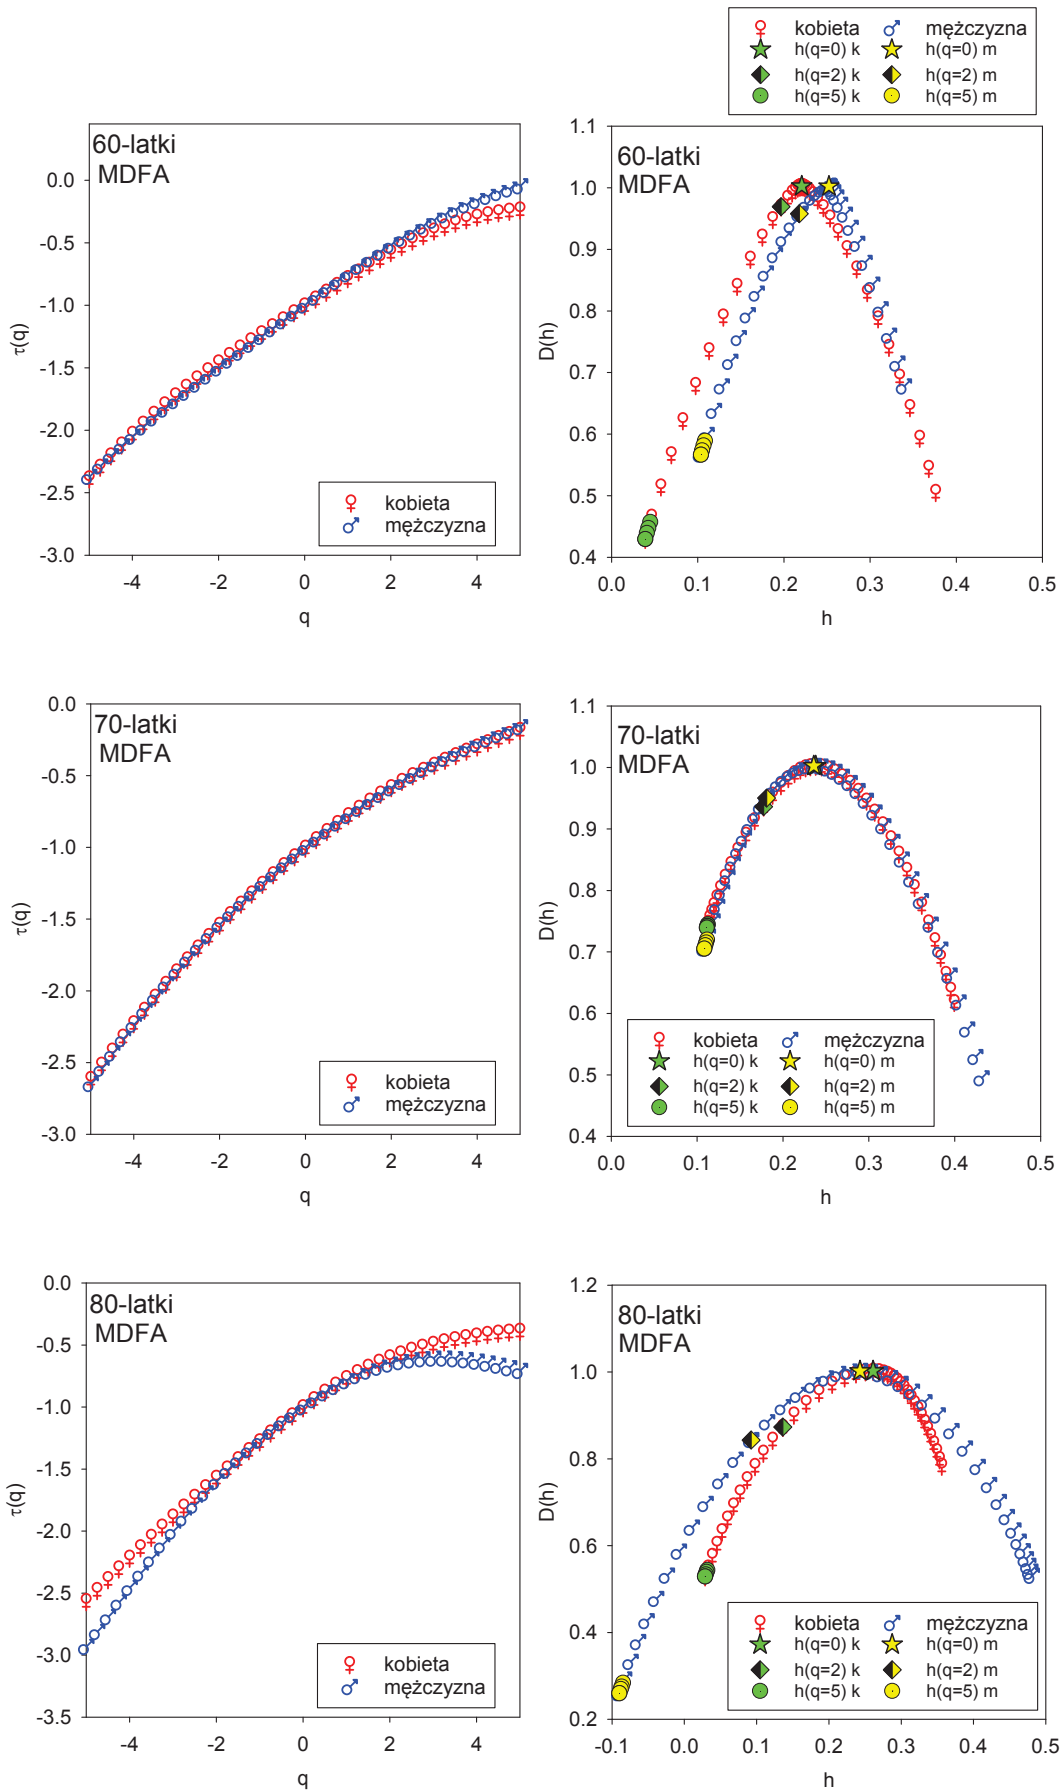 kobieta mężczyzna
h(q=0) k h(q=0) m
h(q=2) k h(q=2) m
h(q=5) k h(q=5) m
60-latki
MDFA
0.0
-0.5
-1.0
-1.5
-2.0
-2.5
-3.0
τ(q)
-4 -2 0 2 4
q
kobieta
mężczyzna
60-latki
MDFA
1.1
1.0
0.9
0.8
0.7
0.6
0.5
0.4
D(h)
0.0 0.1 0.2 0.3 0.4 0.5
h
70-latki
MDFA
0.0
-0.5
-1.0
-1.5
-2.0
-2.5
-3.0
τ(q)
-4 -2 0 2 4
q
kobieta
mężczyzna
70-latki
MDFA
1.1
1.0
0.9
0.8
0.7
0.6
0.5
0.4
D(h)
0.0 0.1 0.2 0.3 0.4 0.5
h
kobieta mężczyzna
h(q=0) k h(q=0) m
h(q=2) k h(q=2) m
h(q=5) k h(q=5) m
80-latki
MDFA
0.0
-0.5
-1.0
-1.5
-2.0
-2.5
-3.0
-3.5
τ(q)
-4 -2 0 2 4
q
kobieta
mężczyzna
80-latki
MDFA
1.2
1.0
0.8
0.6
0.4
0.2
D(h)
-0.1 0.0 0.1 0.2 0.3 0.4 0.5
h
kobieta mężczyzna
h(q=0) k h(q=0) m
h(q=2) k h(q=2) m
h(q=5) k h(q=5) m